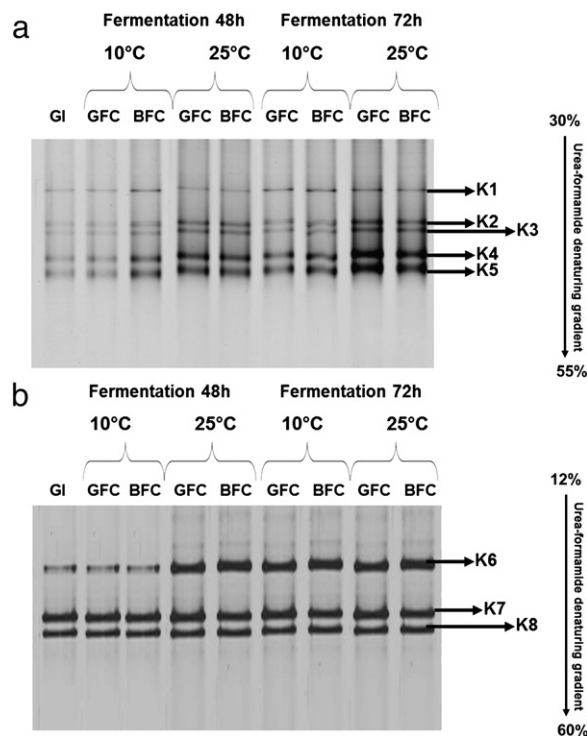 a
Fermentation 48h Fermentation 72h
10°C 25°C 10°C 25°C
GI GFC BFC GFC BFC GFC BFC GFC BFC
30%
K1
K2
K3
K4
K5
Urea-formamide denaturing gradient
55%
b
Fermentation 48h Fermentation 72h
10°C 25°C 10°C 25°C
GI GFC BFC GFC BFC GFC BFC GFC BFC
12%
K6
K7
K8
Urea-formamide denaturing gradient
60%